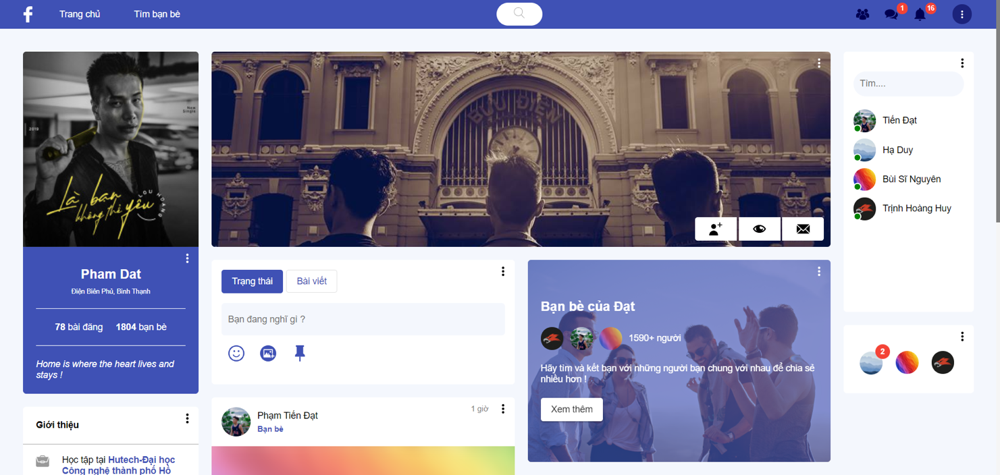 f
Trang chủ
Tìm bạn bè
1
16
2019
New
Single
Là bạn
không thể yêu
LOU HOÀNG
BƯU ĐIỆN
Tìm....
Tiến Đạt
Hạ Duy
Bùi Sĩ Nguyên
Trịnh Hoàng Huy
Pham Dat
Điện Biên Phủ, Bình Thạnh
78 bài đăng
1804 bạn bè
Home is where the heart lives and
stays !
Trạng thái
Bài viết
Bạn đang nghĩ gì ?
Bạn bè của Đạt
1590+ người
Hãy tìm và kết bạn với những người bạn chung với nhau để chia sẻ
nhiều hơn !
Xem thêm
2
Giới thiệu
Học tập tại Hutech-Đại học
Công nghệ thành phố Hồ
Phạm Tiến Đạt
Bạn bè
1 giờ